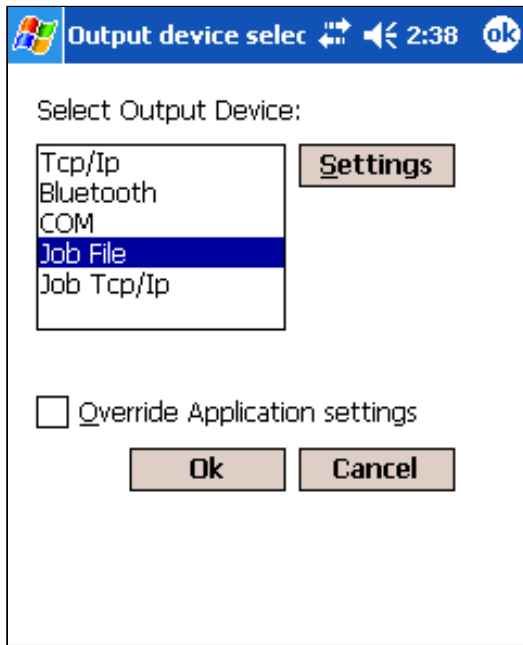 Output device selec 2:38 ok
Select Output Device:
Tcp/Ip
Settings
Bluetooth
COM
Job File
Job Tcp/Ip
Override Application settings
Ok Cancel